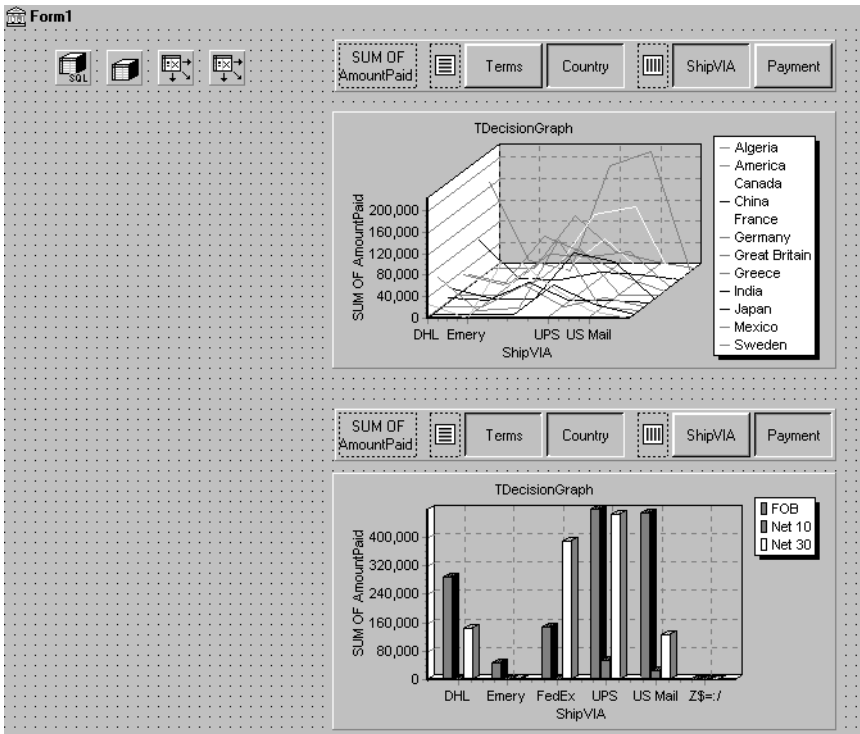 Form1
SQL
SUM OF
AmountPaid
Terms
Country
ShipVIA
Payment
TDecisionGraph
SUM OF AmountPaid
200,000
160,000
120,000
80,000
40,000
0
DHL Emery UPS US Mail
ShipVIA
Algeria
America
Canada
China
France
Germany
Great Britain
Greece
India
Japan
Mexico
Sweden
SUM OF
AmountPaid
Terms
Country
ShipVIA
Payment
TDecisionGraph
SUM OF AmountPaid
400,000
320,000
240,000
160,000
80,000
0
DHL Emery FedEx UPS US Mail Z$=:/
ShipVIA
FOB
Net 10
Net 30